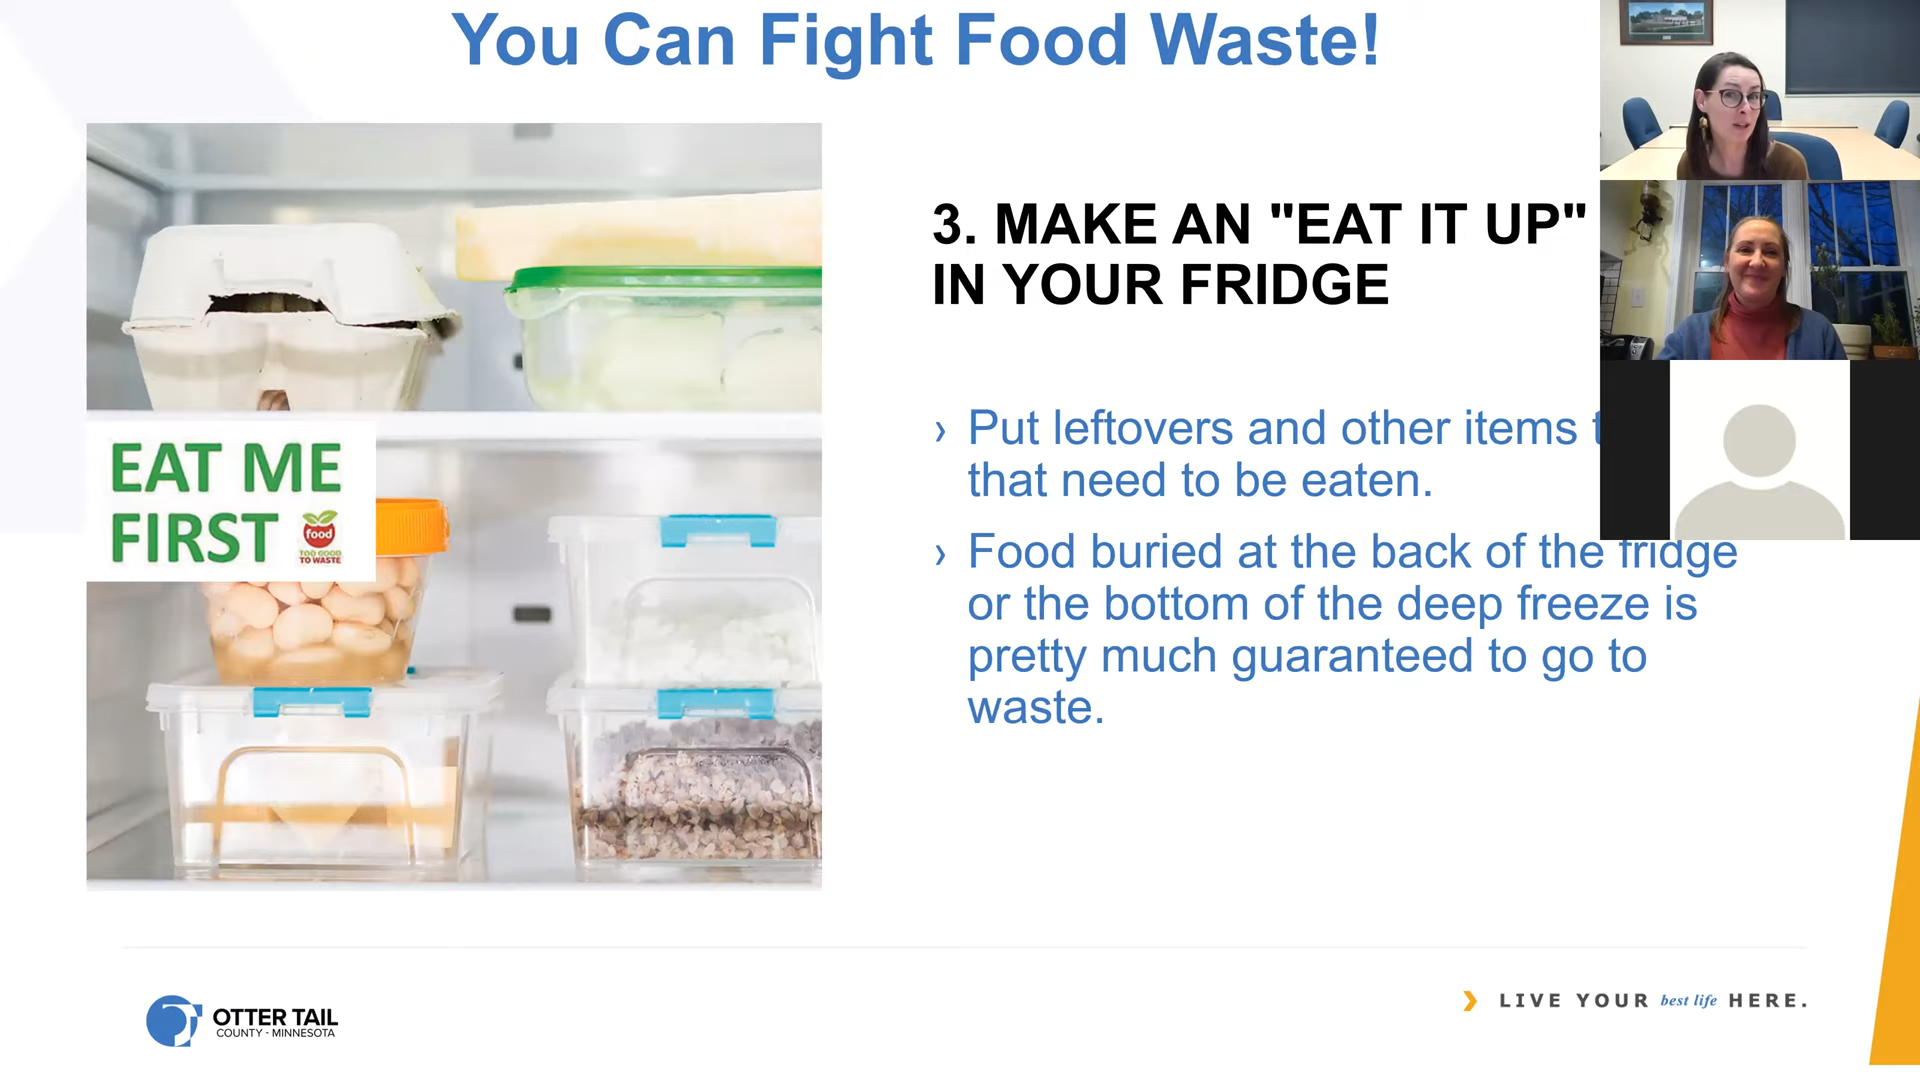 You Can Fight Food Waste!
3. MAKE AN "EAT IT UP"
IN YOUR FRIDGE
› Put leftovers and other items
that need to be eaten.
› Food buried at the back of the fridge
or the bottom of the deep freeze is
pretty much guaranteed to go to
waste.
EAT ME
FIRST
food
TOO GOOD
TO WASTE
OTTER TAIL
COUNTY - MINNESOTA
› LIVE YOUR best life HERE.